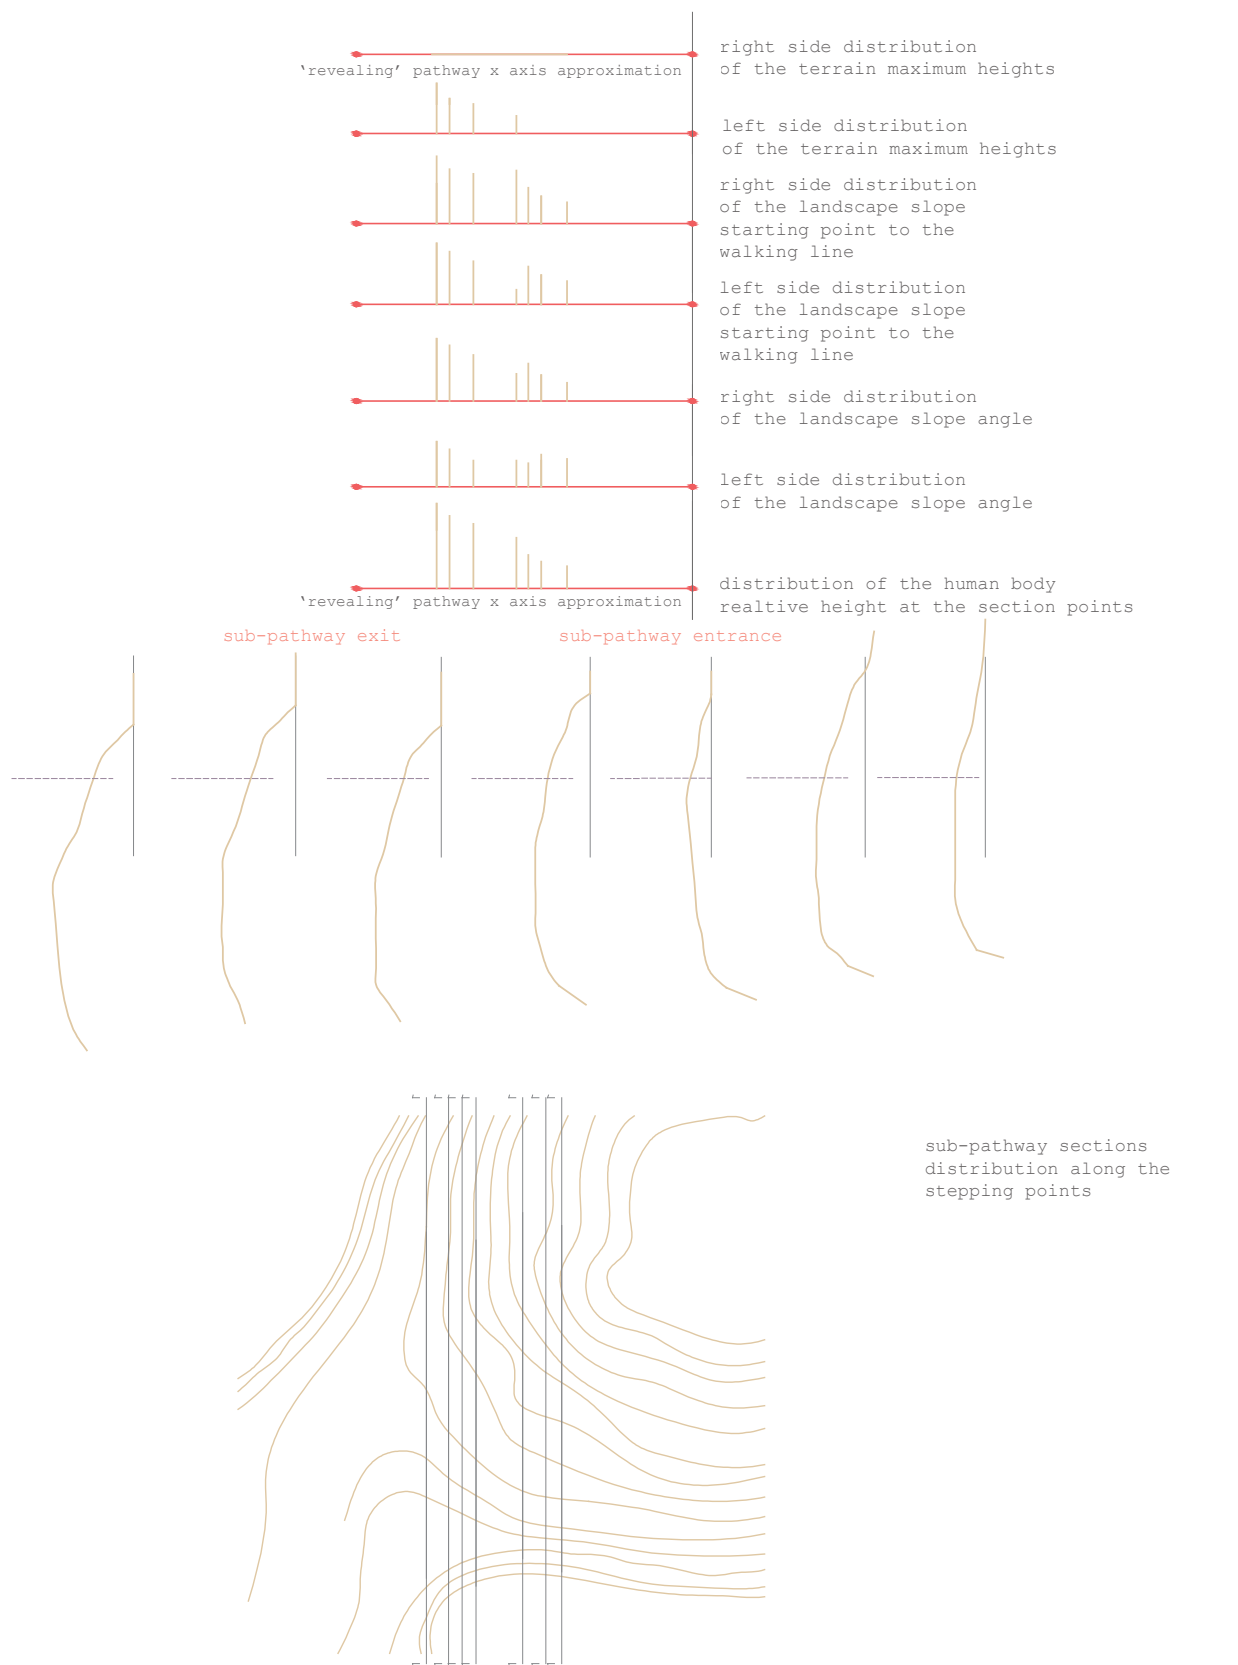 right side distribution
of the terrain maximum heights
‘revealing’ pathway x axis approximation
left side distribution
of the terrain maximum heights
right side distribution
of the landscape slope
starting point to the
walking line
left side distribution
of the landscape slope
starting point to the
walking line
right side distribution
of the landscape slope angle
left side distribution
of the landscape slope angle
distribution of the human body
realtive height at the section points
‘revealing’ pathway x axis approximation
sub-pathway exit
sub-pathway entrance
sub-pathway sections
distribution along the
stepping points